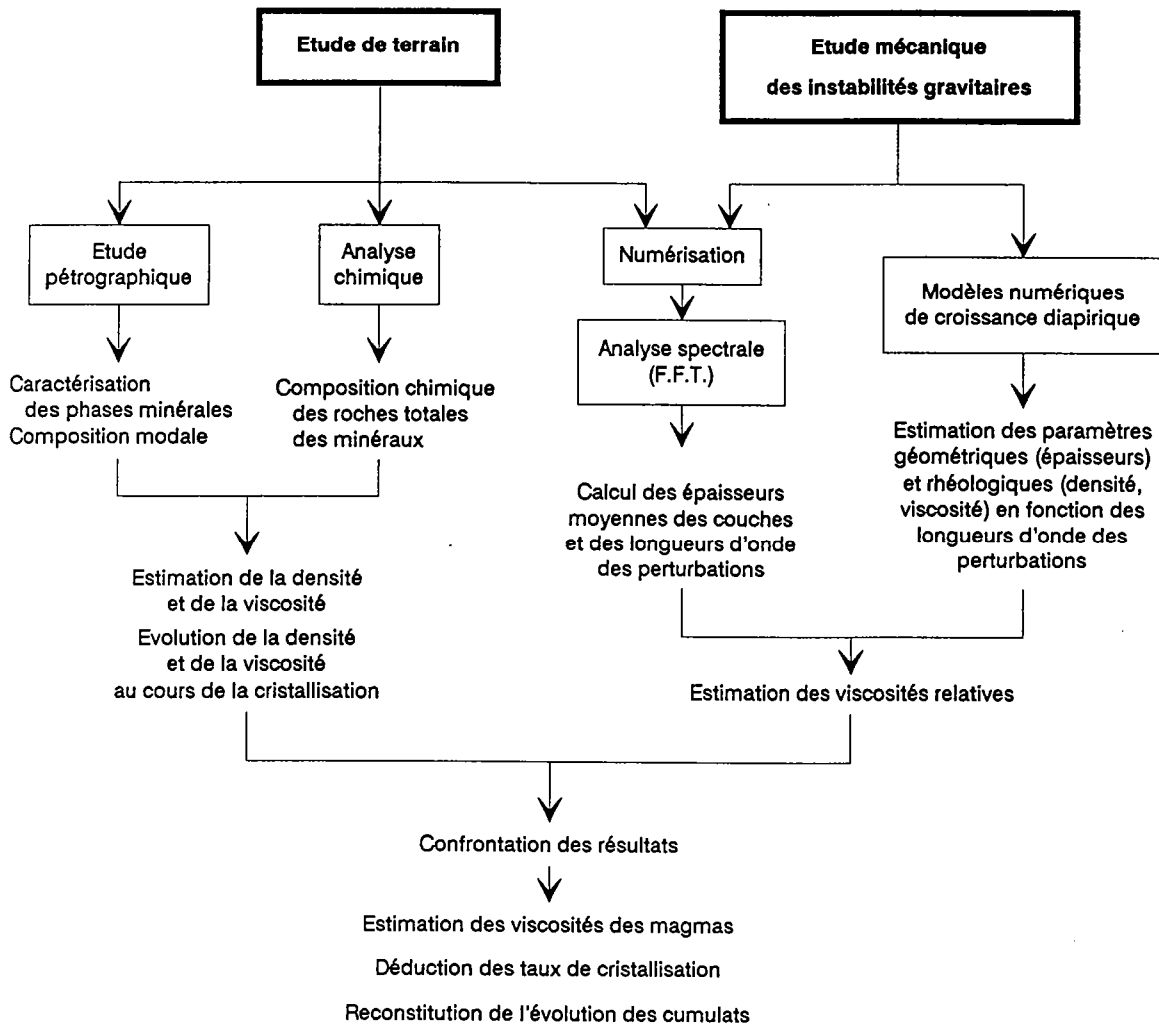 Etude de terrain
Etude mécanique
des instabilités gravitaires
Etude
pétrographique
Analyse
chimique
Numérisation
Modèles numériques
de croissance diapirique
Analyse spectrale
(F.F.T.)
Caractérisation
des phases minérales
Composition modale
Composition chimique
des roches totales
des minéraux
Calcul des épaisseurs
moyennes des couches
et des longueurs d'onde
des perturbations
Estimation des paramètres
géométriques (épaisseurs)
et rhéologiques (densité,
viscosité) en fonction des
longueurs d'onde des
perturbations
Estimation de la densité
et de la viscosité
Evolution de la densité
et de la viscosité
au cours de la cristallisation
Estimation des viscosités relatives
Confrontation des résultats
Estimation des viscosités des magmas
Déduction des taux de cristallisation
Reconstitution de l'évolution des cumulats